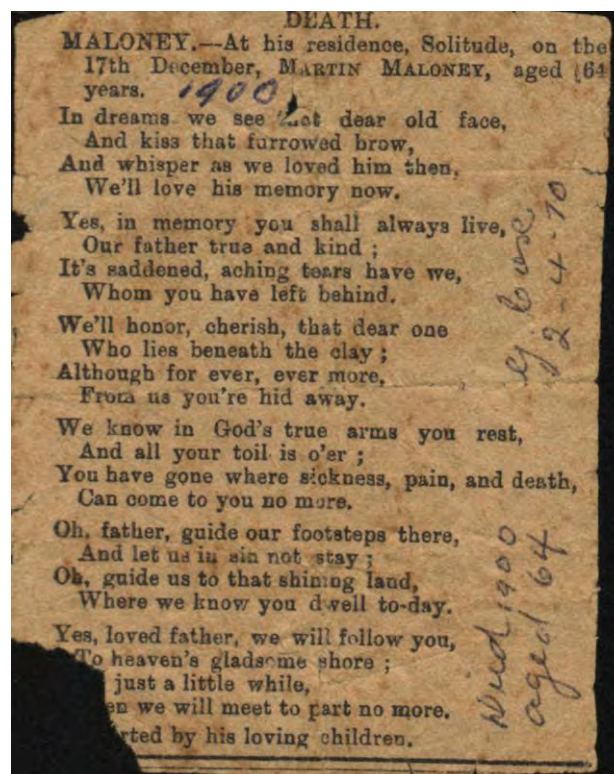 DEATH.
MALONEY.—At his residence, Solitude, on the
17th December, MARTIN MALONEY, aged 64
years. 1900
In dreams we see that dear old face,
And kiss that furrowed brow,
And whisper as we loved him then,
We'll love his memory now.
Yes, in memory you shall always live,
Our father true and kind ;
It's saddened, aching tears have we,
Whom you have left behind.
We'll honor, cherish, that dear one
Who lies beneath the clay ;
Although for ever, ever more,
From us you're hid away.
We know in God's true arms you rest,
And all your toil is o'er ;
You have gone where sickness, pain, and death,
Can come to you no more.
Oh, father, guide our footsteps there,
And let us in sin not stay ;
Oh, guide us to that shining land,
Where we know you dwell to-day.
Yes, loved father, we will follow you,
To heaven's gladsome shore ;
just a little while,
we will meet to part no more.
by his loving children.
2-4-10
Died 1900
aged 64